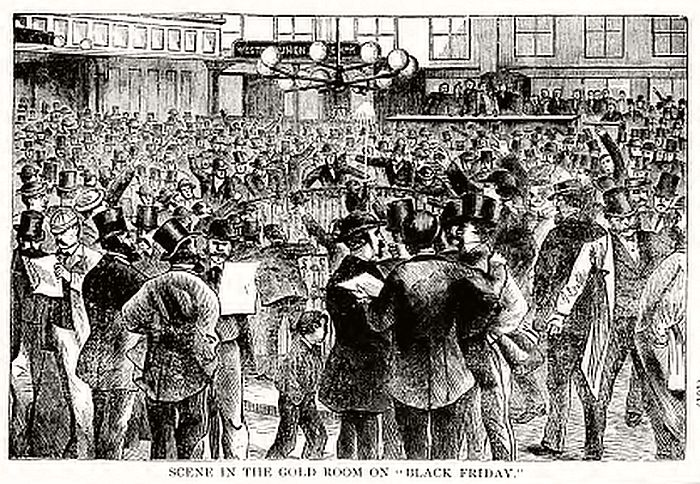 SCENE IN THE GOLD ROOM ON "BLACK FRIDAY."